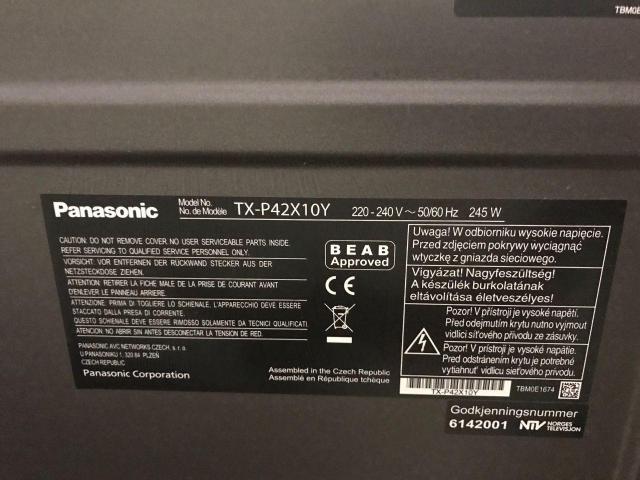 TBM0E
Panasonic
Model No.
No. de Modèle
TX-P42X10Y
220 - 240 V ~ 50/60 Hz 245 W
CAUTION: DO NOT REMOVE COVER NO USER SERVICEABLE PARTS INSIDE.
REFER SERVICING TO QUALIFIED SERVICE PERSONNEL ONLY.
VORSICHT: VOR ENTFERNEN DER RÜCKWAND STECKER AUS DER
NETZSTECKDOSE ZIEHEN.
ATTENTION: RETIRER LA FICHE MALE DE LA PRISE DE COURANT AVANT
D'ENLEVER LE PANNEAU ARRIERE.
ATTENZIONE: PRIMA DI TOGLIERE LO SCHIENALE, L'APPARECCHIO DEVE ESSERE
STACCATO DALLA PRESA DI CORRENTE.
QUESTO SCHIENALE DEVE ESSERE RIMOSSO SOLAMENTE DA TECNICI QUALIFICATI
ATENCION: NO ABRIR SIN ANTES DESCONECTAR LA TENSION DE RED.
PANASONIC AVC NETWORKS CZECH, s. r. o.
U PANASONIKU 1, 320 84 PLZEŇ
CZECH REPUBLIC
Panasonic Corporation
BEAB
Approved
CE
Assembled in the Czech Republic
Assemblé en République tchèque
Uwaga! W odbiorniku wysokie napięcie.
Przed zdjęciem pokrywy wyciągnąć
wtyczkę z gniazda sieciowego.
Vigyázat! Nagyfeszültség!
A készülék burkolatának
eltávolítása életveszélyes!
Pozor! V přístroji je vysoké napětí.
Před odejmutím krytu nutno vyjmout
vidlici síťového přívodu ze zásuvky.
Pozor! V prístroji je vysoké napätie.
Pred odstránením krytu je potrebné
vytiahnuť vidlicu sieťového prívodu.
TX-P42X10Y
TBM0E1674
Godkjenningsnummer
6142001 NTV NORGES
TELEVISJON